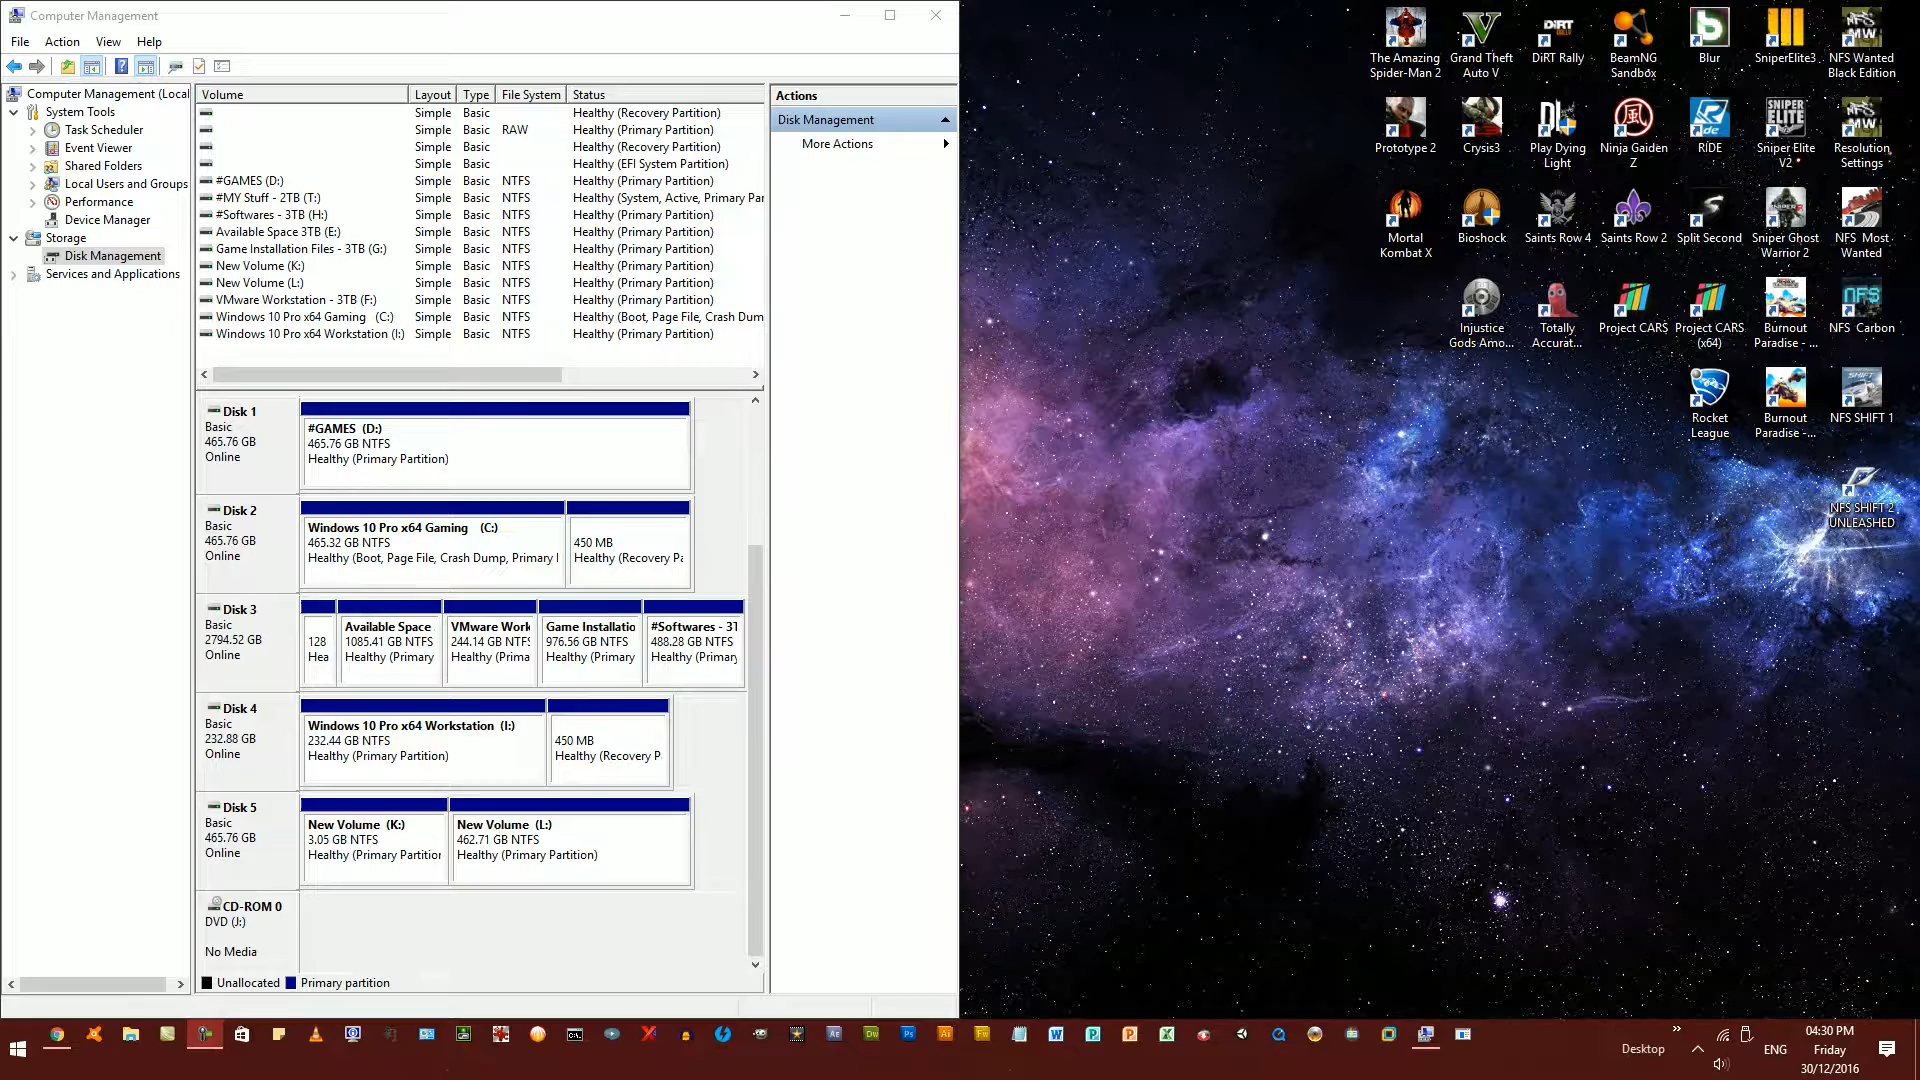 Computer Management
File Action View Help
Computer Management (Local
System Tools
Task Scheduler
Event Viewer
Shared Folders
Local Users and Groups
Performance
Device Manager
Storage
Disk Management
Services and Applications
Volume Layout Type File System Status
Simple Basic Healthy (Recovery Partition)
Simple Basic RAW Healthy (Primary Partition)
Simple Basic Healthy (Recovery Partition)
Simple Basic Healthy (EFI System Partition)
#GAMES (D:) Simple Basic NTFS Healthy (Primary Partition)
#MY Stuff - 2TB (T:) Simple Basic NTFS Healthy (System, Active, Primary Par
#Softwares - 3TB (H:) Simple Basic NTFS Healthy (Primary Partition)
Available Space 3TB (E:) Simple Basic NTFS Healthy (Primary Partition)
Game Installation Files - 3TB (G:) Simple Basic NTFS Healthy (Primary Partition)
New Volume (K:) Simple Basic NTFS Healthy (Primary Partition)
New Volume (L:) Simple Basic NTFS Healthy (Primary Partition)
VMware Workstation - 3TB (F:) Simple Basic NTFS Healthy (Primary Partition)
Windows 10 Pro x64 Gaming (C:) Simple Basic NTFS Healthy (Boot, Page File, Crash Dum
Windows 10 Pro x64 Workstation (I:) Simple Basic NTFS Healthy (Primary Partition)
Disk 1
Basic
465.76 GB
Online
#GAMES (D:)
465.76 GB NTFS
Healthy (Primary Partition)
Disk 2
Basic
465.76 GB
Online
Windows 10 Pro x64 Gaming (C:)
465.32 GB NTFS
Healthy (Boot, Page File, Crash Dump, Primary
450 MB
Healthy (Recovery Pa
Disk 3
Basic
2794.52 GB
Online
128
Hea
Available Space
1085.41 GB NTFS
Healthy (Primary
VMware Work
244.14 GB NTFS
Healthy (Prima
Game Installatio
976.56 GB NTFS
Healthy (Primary
#Softwares - 3T
488.28 GB NTFS
Healthy (Primary
Disk 4
Basic
232.88 GB
Online
Windows 10 Pro x64 Workstation (I:)
232.44 GB NTFS
Healthy (Primary Partition)
450 MB
Healthy (Recovery P
Disk 5
Basic
465.76 GB
Online
New Volume (K:)
3.05 GB NTFS
Healthy (Primary Partitior
New Volume (L:)
462.71 GB NTFS
Healthy (Primary Partition)
CD-ROM 0
DVD (J:)
No Media
Unallocated Primary partition
Actions
Disk Management
More Actions
The Amazing Spider-Man 2
Grand Theft Auto V
DiRT Rally
BeamNG Sandbox
Blur
SniperElite3
NFS Wanted Black Edition
Prototype 2
Crysis3
Play Dying Light
Ninja Gaiden Z
RIDE
Sniper Elite V2
Resolution Settings
Mortal Kombat X
Bioshock
Saints Row 4
Saints Row 2
Split Second
Sniper Ghost Warrior 2
NFS Most Wanted
Injustice Gods Amo...
Totally Accurat...
Project CARS
Project CARS (x64)
Burnout Paradise - ...
NFS Carbon
Rocket League
Burnout Paradise - ...
NFS SHIFT 1
NFS SHIFT 2 UNLEASHED
Desktop
ENG
04:30 PM
Friday
30/12/2016